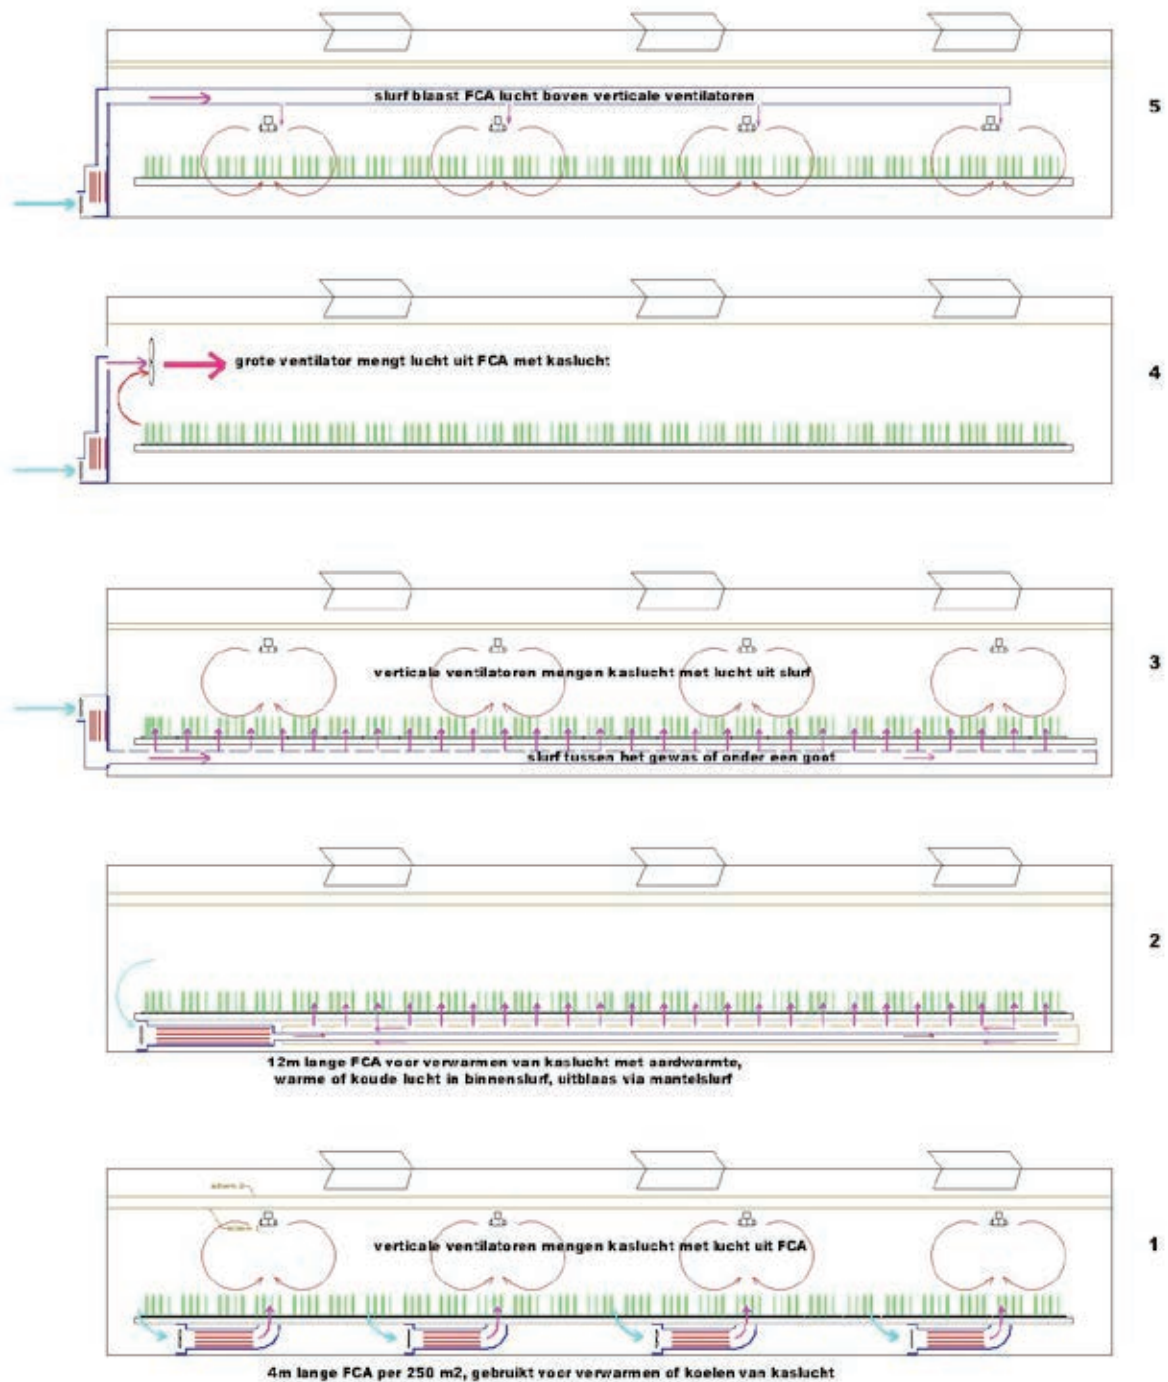 slurf blaast FCA lucht boven verticale ventilatoren
5
grote ventilator mengt lucht uit FCA met kaslucht
4
verticale ventilatoren mengen kaslucht met lucht uit slurf
3
slurf tussen het gewas of onder een goot
2
12m lange FCA voor verwarmen van kaslucht met aardwarmte,
warme of koude lucht in binnenslurf, uitblaas via mantelslurf
verticale ventilatoren mengen kaslucht met lucht uit FCA
1
4m lange FCA per 250 m2, gebruikt voor verwarmen of koelen van kaslucht